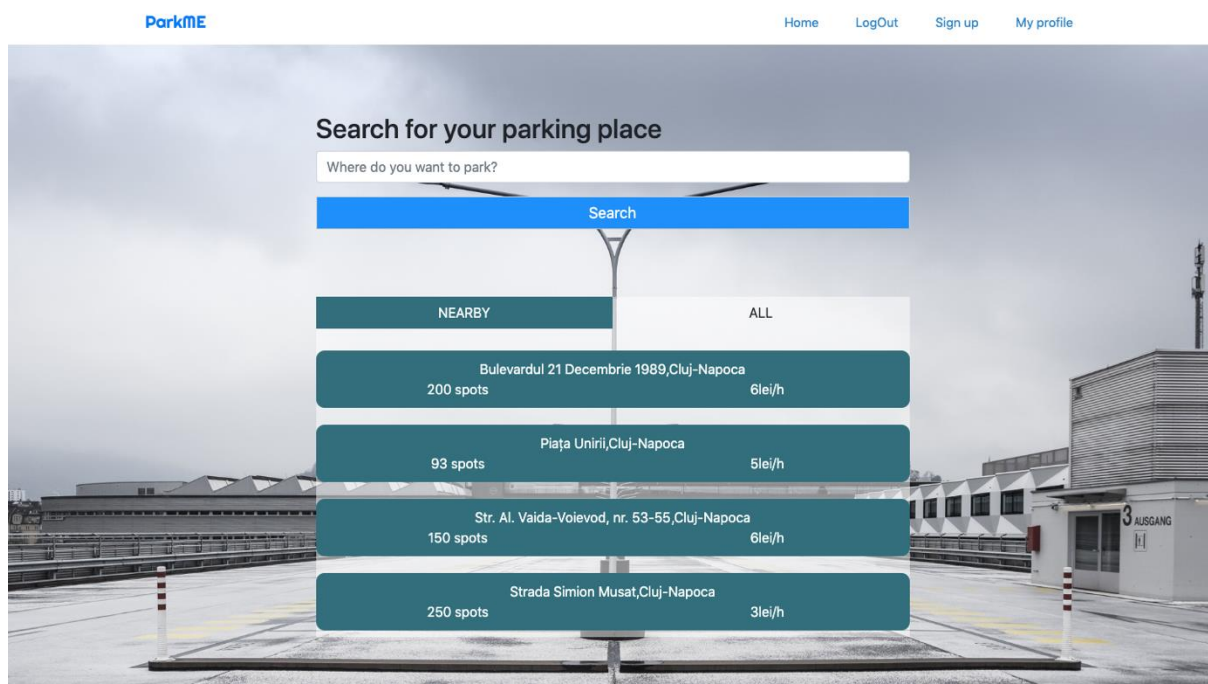 ParkME
Home LogOut Sign up My profile
Search for your parking place
Where do you want to park?
Search
NEARBY ALL
Bulevardul 21 Decembrie 1989,Cluj-Napoca
200 spots 6lei/h
Piața Unirii,Cluj-Napoca
93 spots 5lei/h
Str. Al. Vaida-Voievod, nr. 53-55,Cluj-Napoca
150 spots 6lei/h
3 AUSGANG
Strada Simion Musat,Cluj-Napoca
250 spots 3lei/h